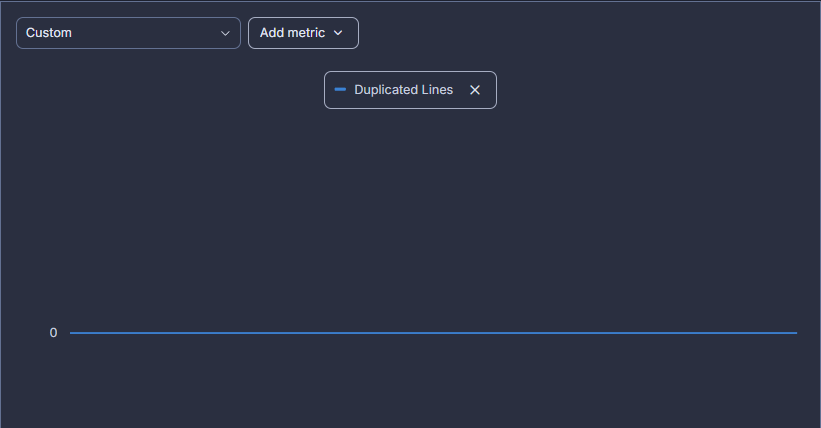 Custom
Add metric
Duplicated Lines
0